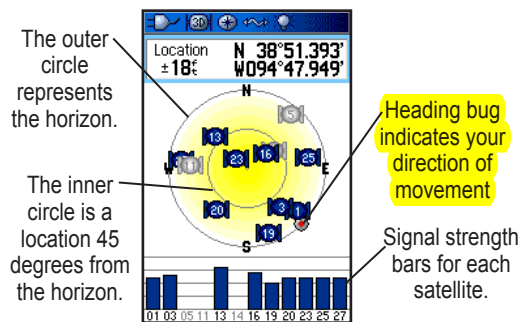 The outer
circle
represents
the horizon.
The inner
circle is a
location 45
degrees from
the horizon.
3D
Location
±18ft
N 38°51.393'
W094°47.949'
N
5
13
16
23
25
W
11
E
20
3
1
19
S
01 03 05 11 13 14 16 19 20 23 25 27
Heading bug
indicates your
direction of
movement
Signal strength
bars for each
satellite.